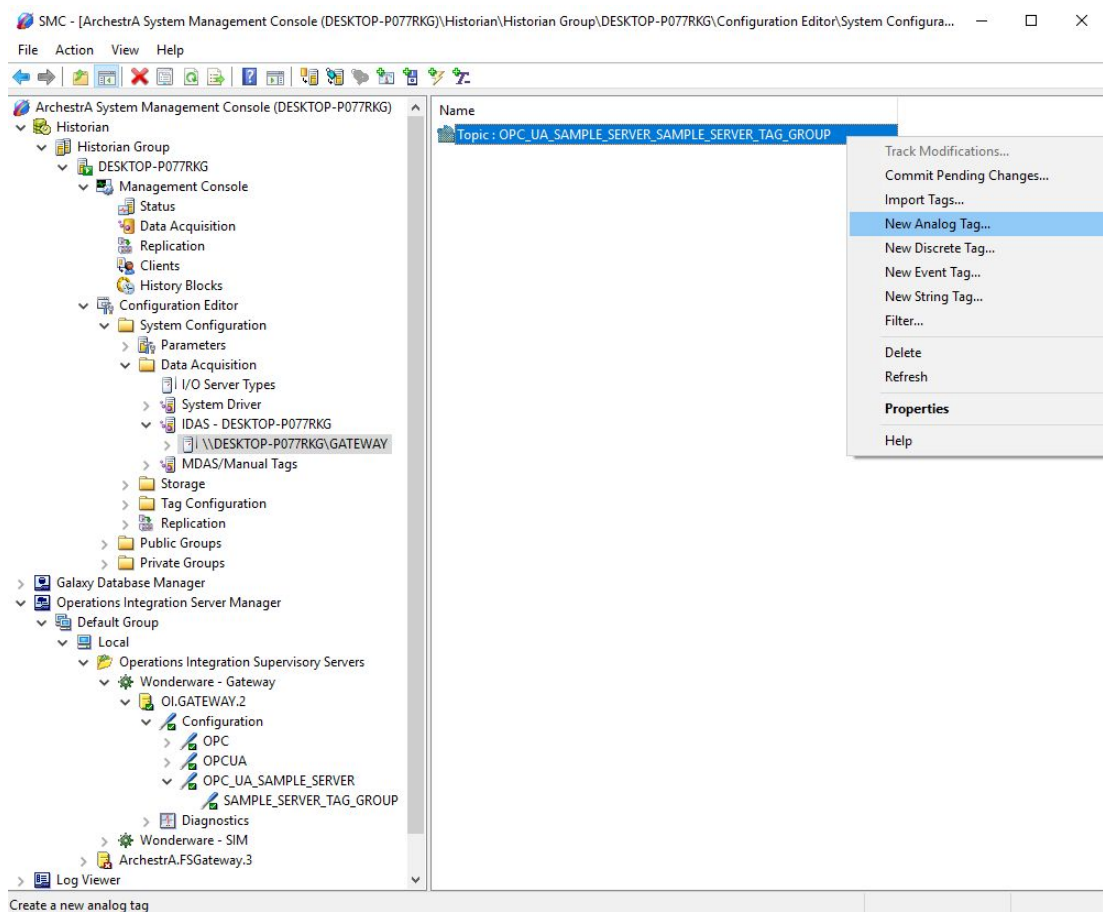 SMC - [ArchestrA System Management Console (DESKTOP-P077RKG)\Historian\Historian Group\DESKTOP-P077RKG\Configuration Editor\System Configura...
File Action View Help
ArchestrA System Management Console (DESKTOP-P077RKG)
Historian
Historian Group
DESKTOP-P077RKG
Management Console
Status
Data Acquisition
Replication
Clients
History Blocks
Configuration Editor
System Configuration
Parameters
Data Acquisition
I/O Server Types
System Driver
IDAS - DESKTOP-P077RKG
\\DESKTOP-P077RKG\GATEWAY
MDAS/Manual Tags
Storage
Tag Configuration
Replication
Public Groups
Private Groups
Galaxy Database Manager
Operations Integration Server Manager
Default Group
Local
Operations Integration Supervisory Servers
Wonderware - Gateway
OI.GATEWAY.2
Configuration
OPC
OPCUA
OPC_UA_SAMPLE_SERVER
SAMPLE_SERVER_TAG_GROUP
Diagnostics
Wonderware - SIM
ArchestrA.FSGateway.3
Log Viewer
Name
Topic : OPC_UA_SAMPLE_SERVER_SAMPLE_SERVER_TAG_GROUP
Track Modifications...
Commit Pending Changes...
Import Tags...
New Analog Tag...
New Discrete Tag...
New Event Tag...
New String Tag...
Filter...
Delete
Refresh
Properties
Help
Create a new analog tag